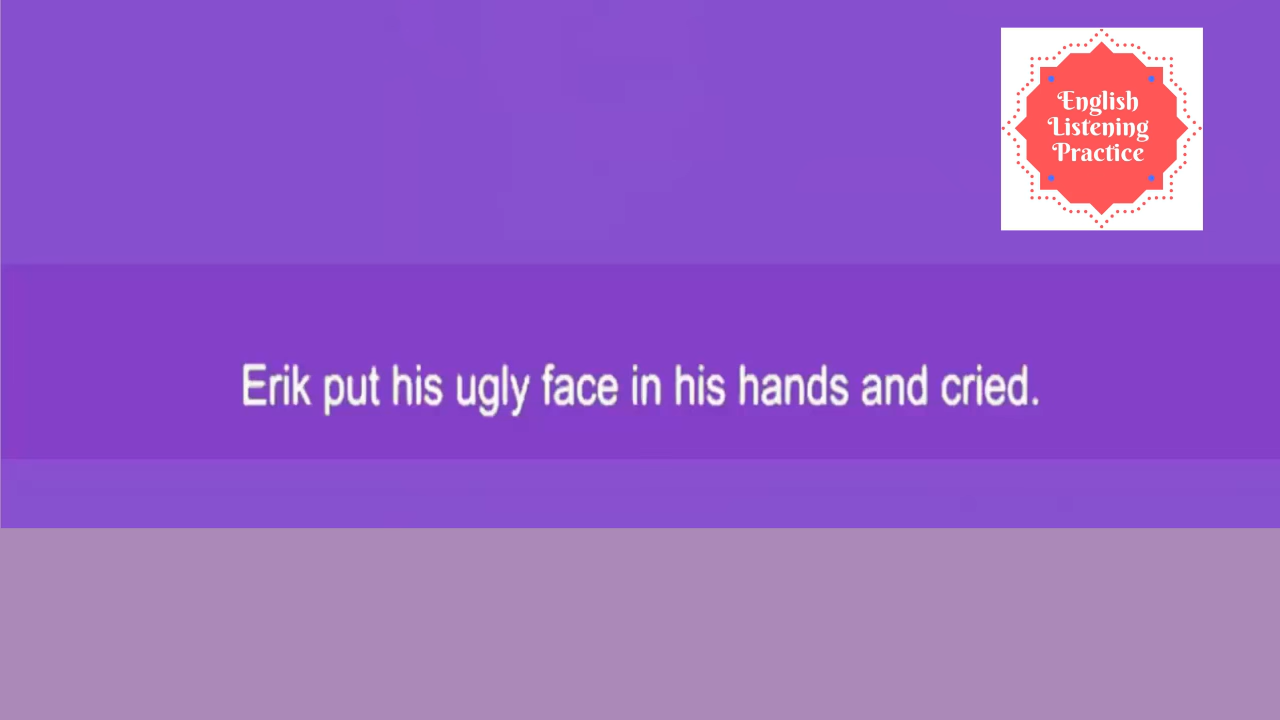 English
Listening
Practice
Erik put his ugly face in his hands and cried.